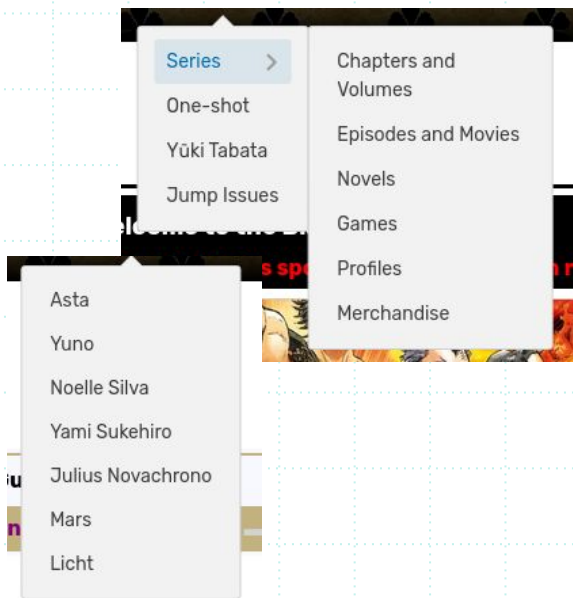 Series
One-shot
Yūki Tabata
Jump Issues
Chapters and
Volumes
Episodes and Movies
Novels
Games
Profiles
Merchandise
Asta
Yuno
Noelle Silva
Yami Sukehiro
Julius Novachrono
Mars
Licht